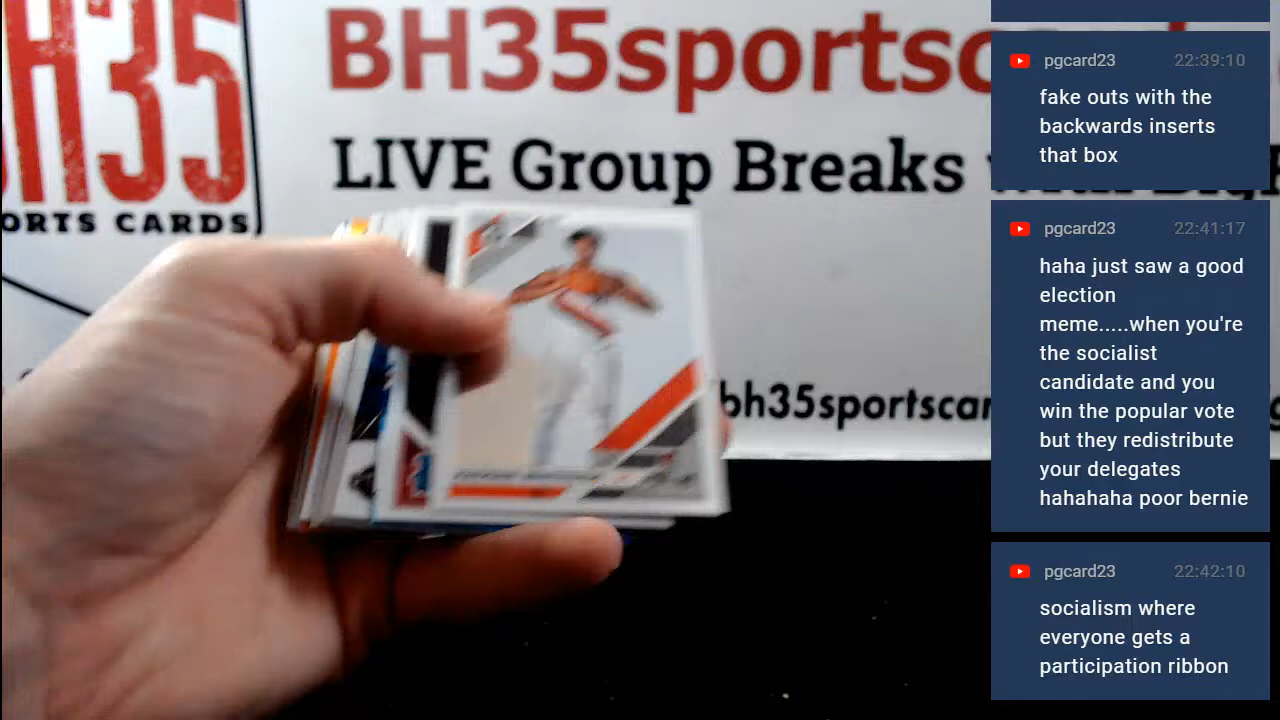 H35
ORTS CARDS
BH35sportsc
LIVE Group Breaks
bh35sportscar
pgcard23 22:39:10
fake outs with the
backwards inserts
that box
pgcard23 22:41:17
haha just saw a good
election
meme.....when you're
the socialist
candidate and you
win the popular vote
but they redistribute
your delegates
hahahaha poor bernie
pgcard23 22:42:10
socialism where
everyone gets a
participation ribbon